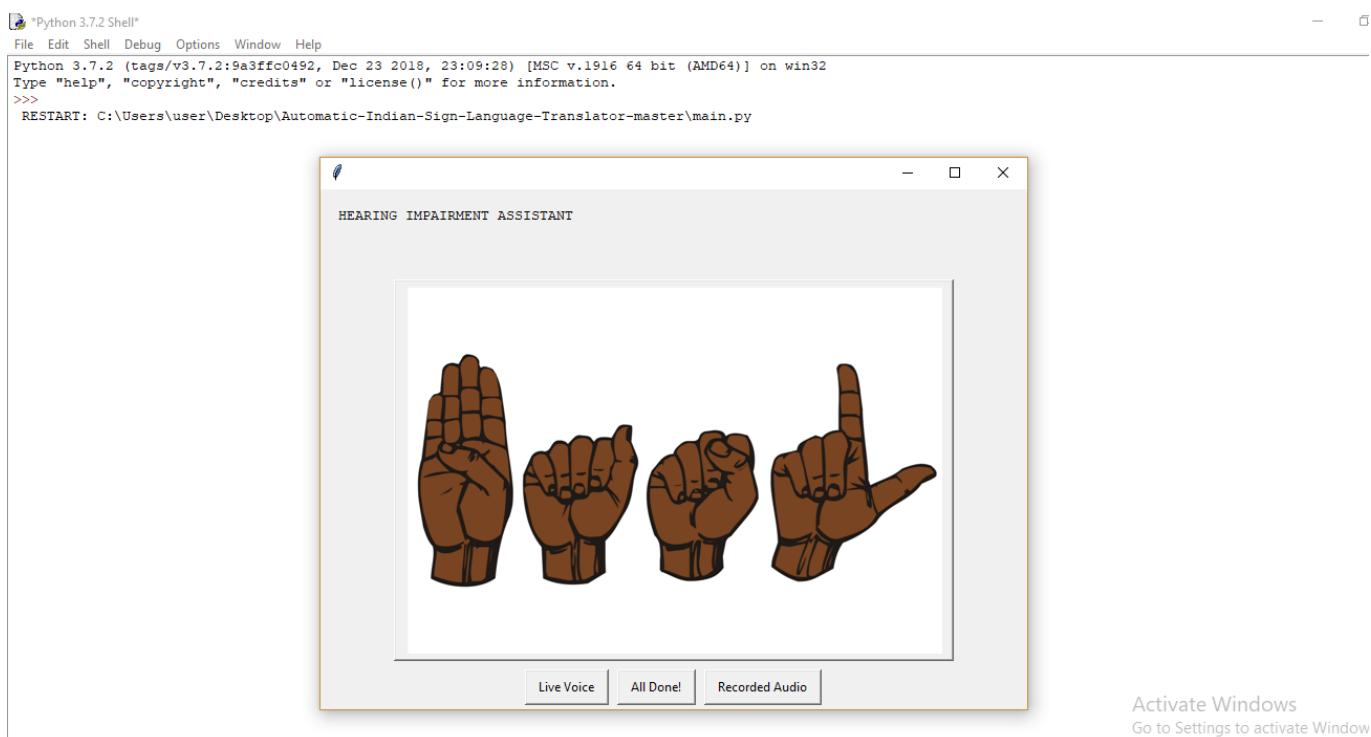 *Python 3.7.2 Shell*
File Edit Shell Debug Options Window Help
Python 3.7.2 (tags/v3.7.2:9a3ffc0492, Dec 23 2018, 23:09:28) [MSC v.1916 64 bit (AMD64)] on win32
Type "help", "copyright", "credits" or "license()" for more information.
>>>
RESTART: C:\Users\user\Desktop\Automatic-Indian-Sign-Language-Translator-master\main.py
HEARING IMPAIRMENT ASSISTANT
Live Voice All Done! Recorded Audio
Activate Windows
Go to Settings to activate Window